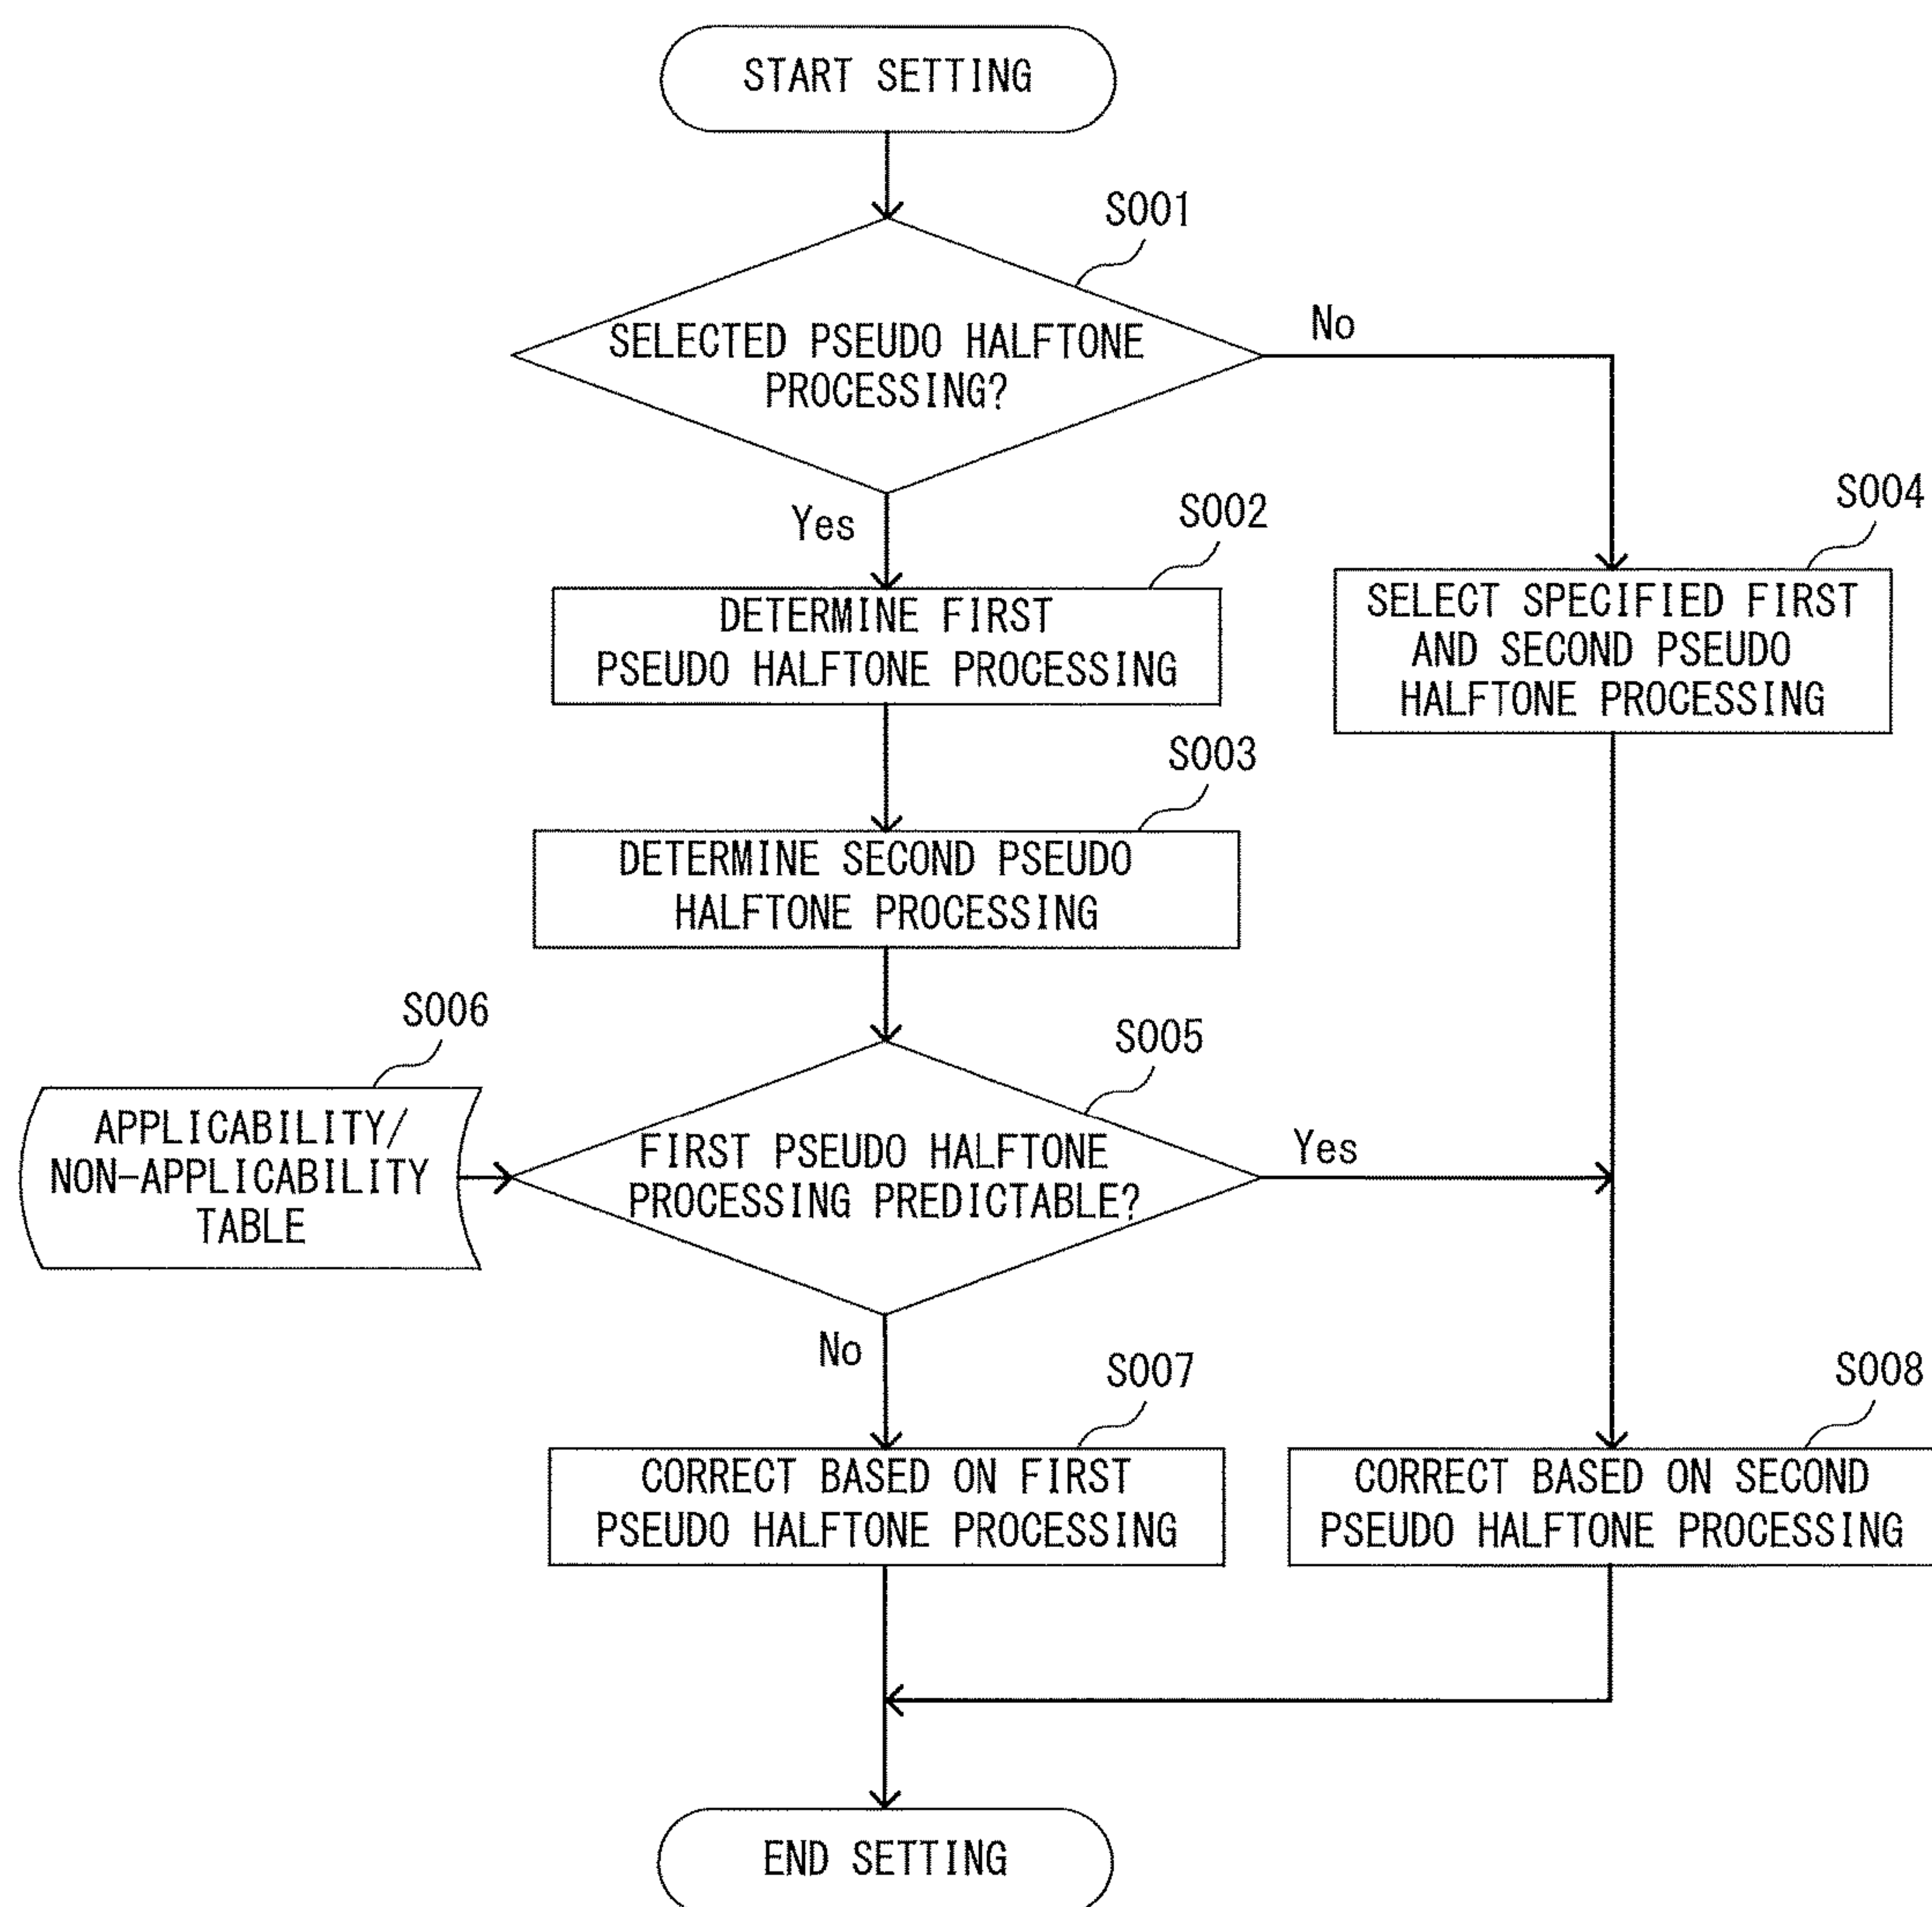 START SETTING
S001
SELECTED PSEUDO HALFTONE
PROCESSING?
No
Yes
S002
DETERMINE FIRST
PSEUDO HALFTONE PROCESSING
S004
SELECT SPECIFIED FIRST
AND SECOND PSEUDO
HALFTONE PROCESSING
S003
DETERMINE SECOND PSEUDO
HALFTONE PROCESSING
S006
APPLICABILITY/
NON-APPLICABILITY
TABLE
S005
FIRST PSEUDO HALFTONE
PROCESSING PREDICTABLE?
Yes
No
S007
CORRECT BASED ON FIRST
PSEUDO HALFTONE PROCESSING
S008
CORRECT BASED ON SECOND
PSEUDO HALFTONE PROCESSING
END SETTING